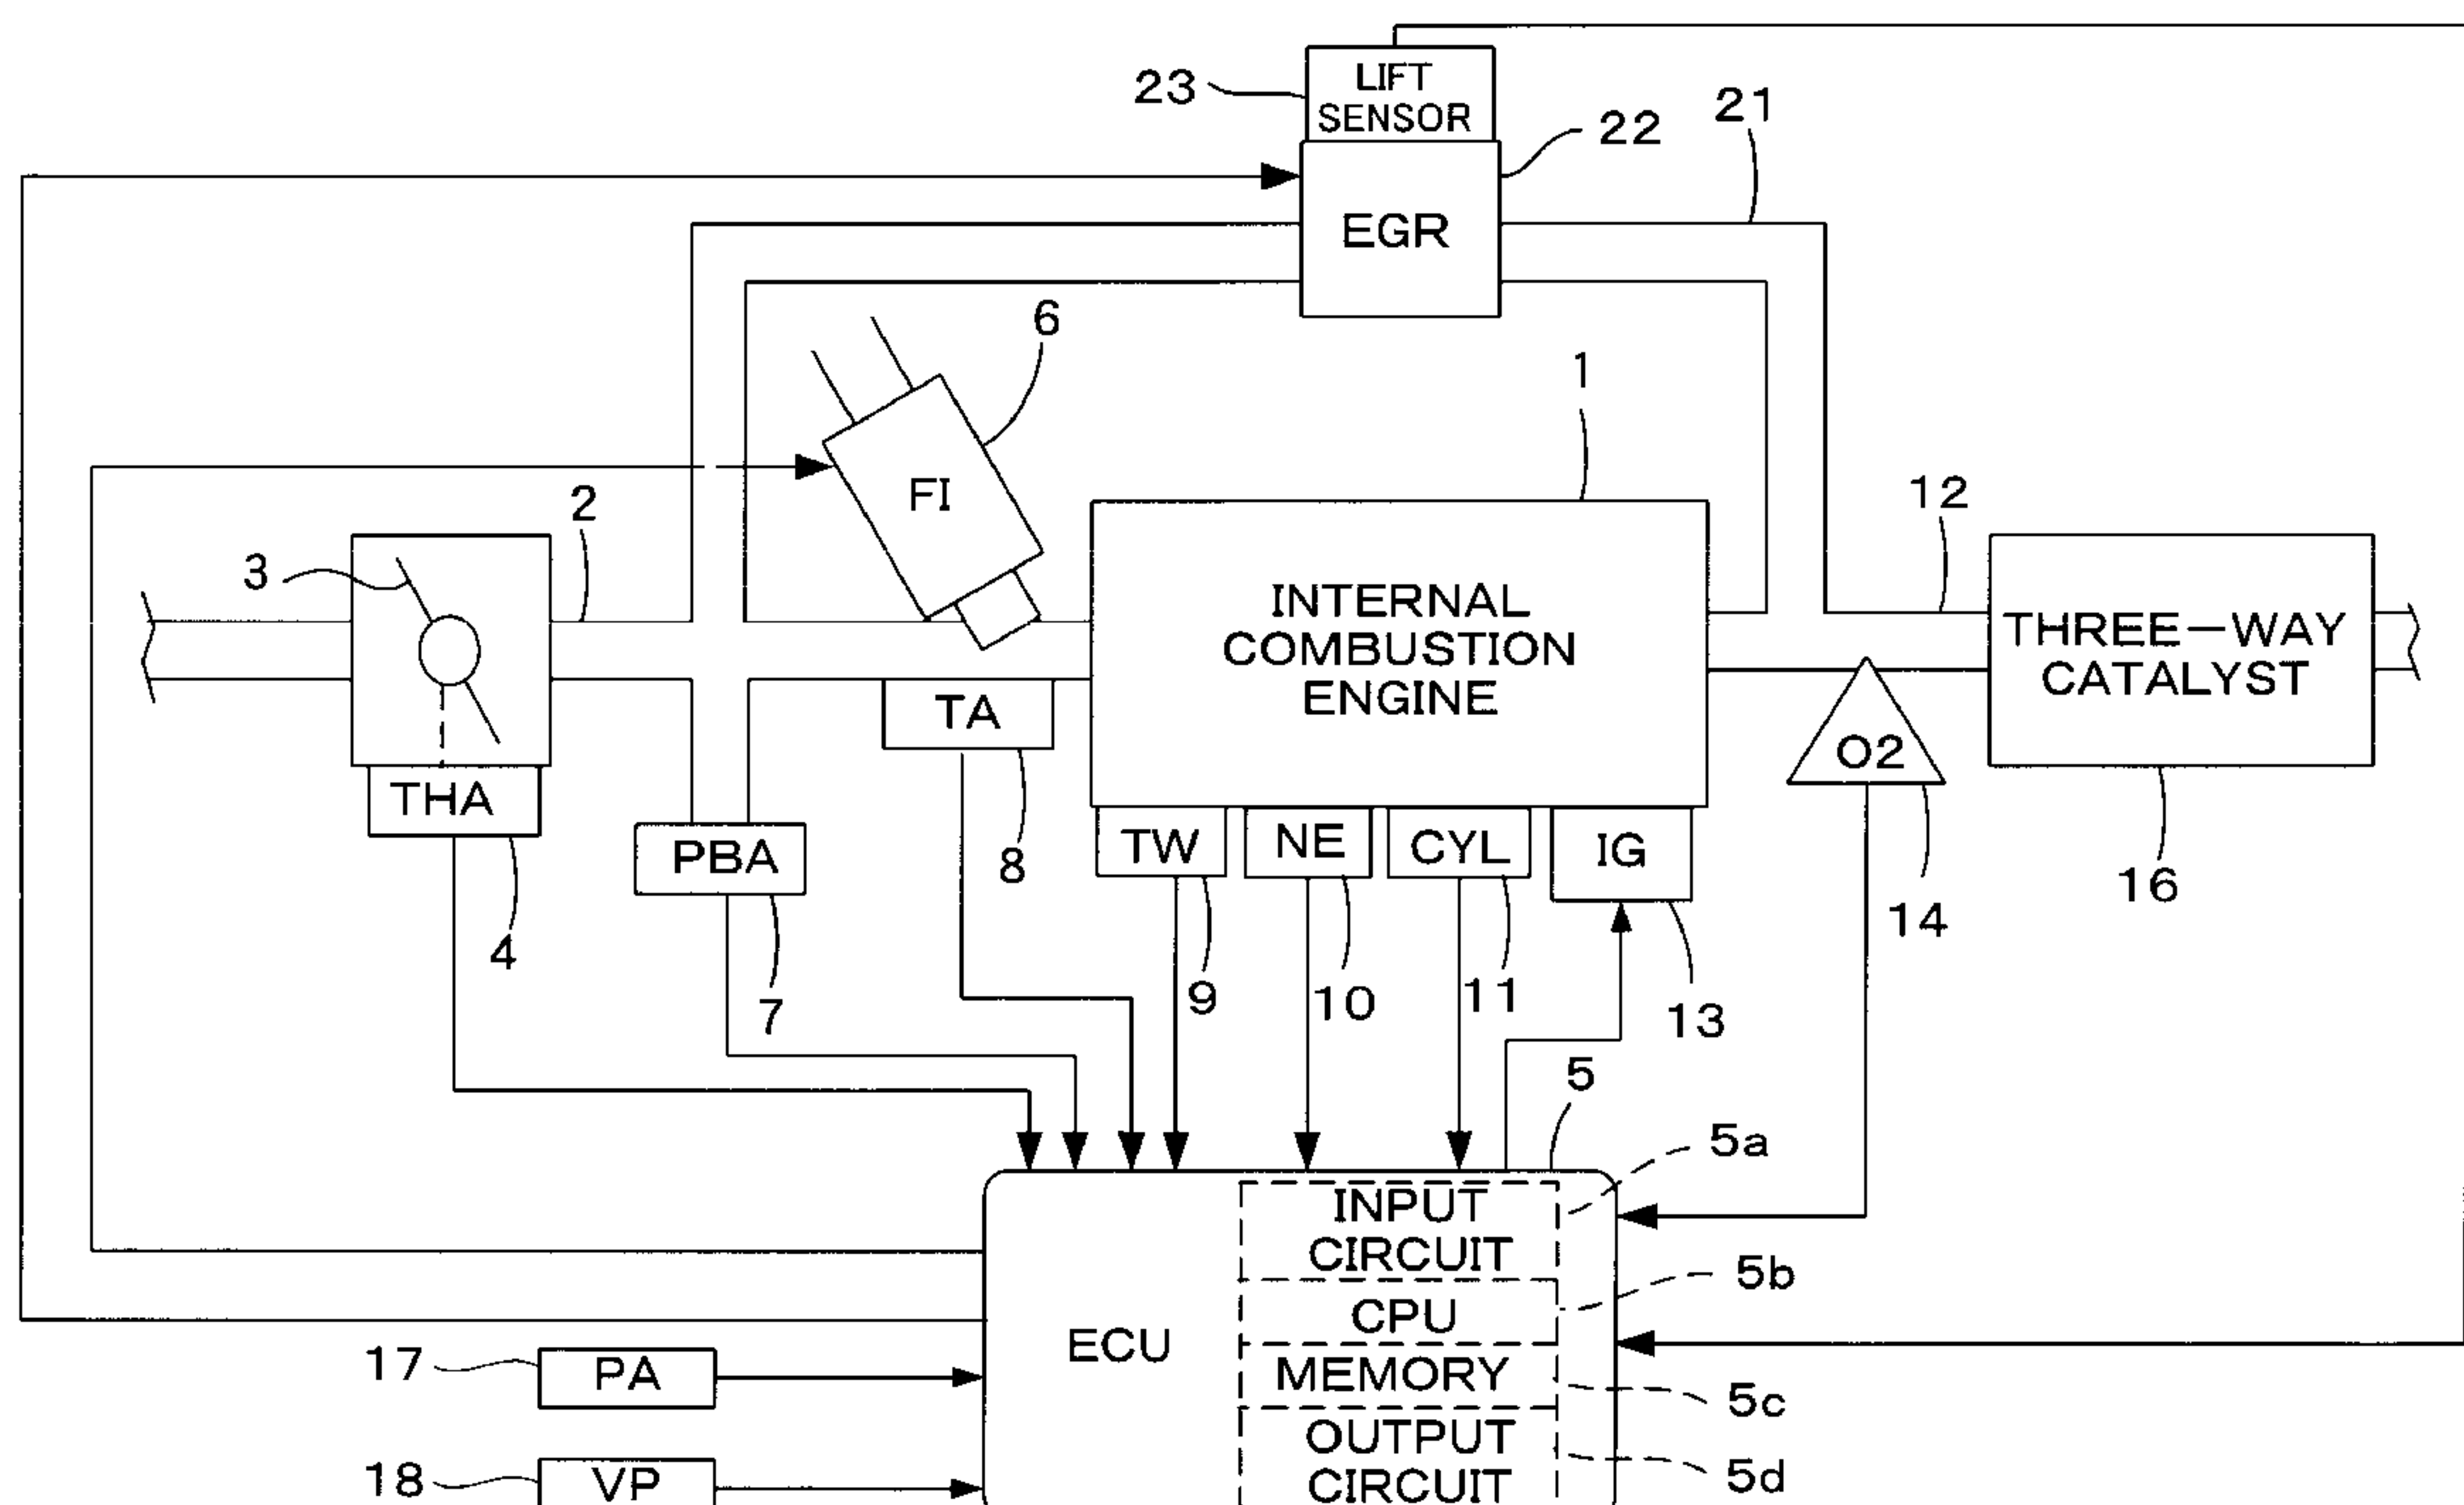 23
LIFT
SENSOR
22
21
EGR
6
1
FI
2
12
3
INTERNAL
COMBUSTION
ENGINE
THREE-WAY
CATALYST
TA
O2
THA
PBA
8
TW
NE
CYL
IG
16
14
4
7
9
10
11
13
5
5a
INPUT
CIRCUIT
5b
CPU
ECU
17
PA
MEMORY
5c
OUTPUT
CIRCUIT
5d
18
VP